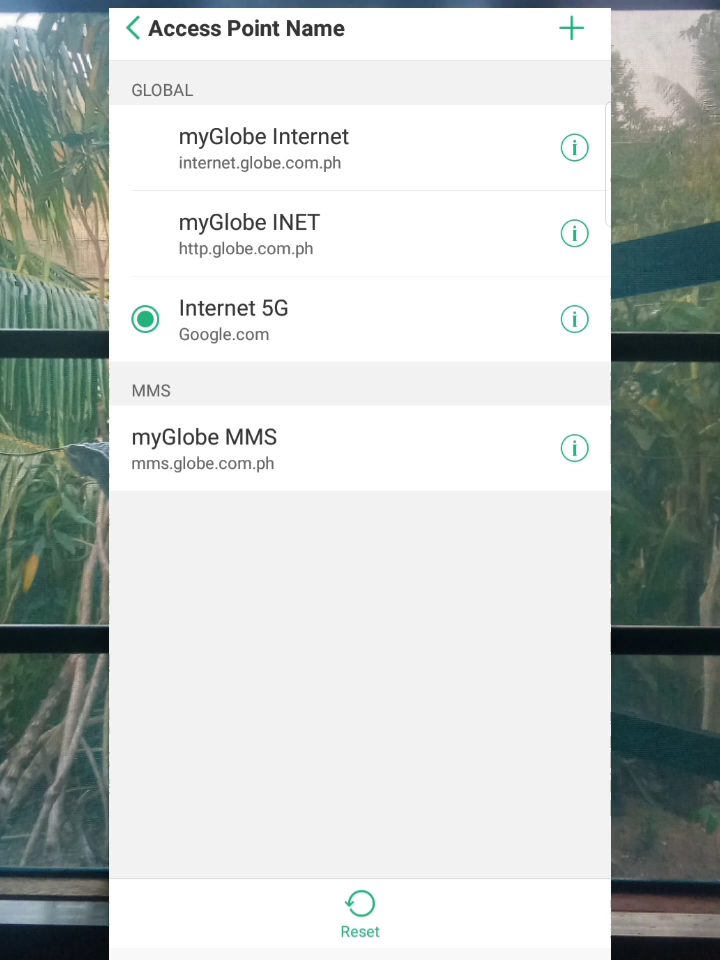 Access Point Name
GLOBAL
myGlobe Internet
internet.globe.com.ph
myGlobe INET
http.globe.com.ph
Internet 5G
Google.com
MMS
myGlobe MMS
mms.globe.com.ph
Reset